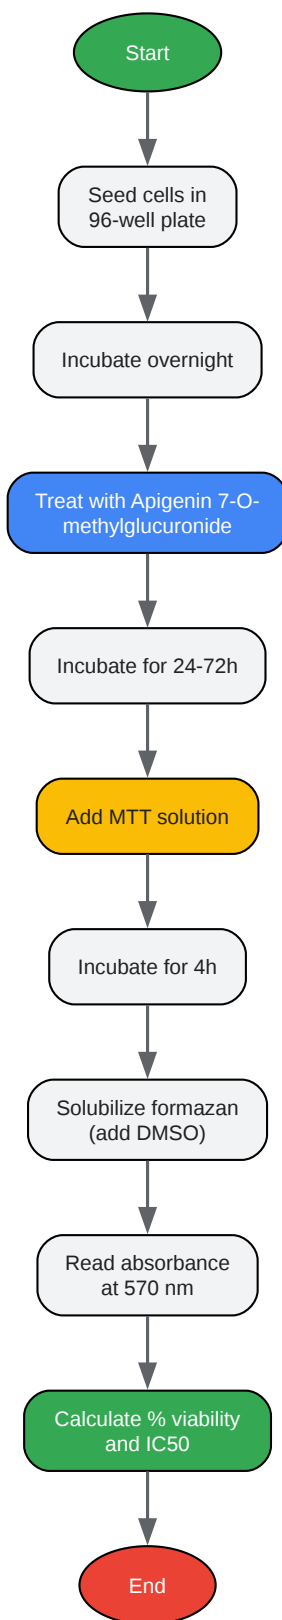 Start
Seed cells in
96-well plate
Incubate overnight
Treat with Apigenin 7-O-
methylglucuronide
Incubate for 24-72h
Add MTT solution
Incubate for 4h
Solubilize formazan
(add DMSO)
Read absorbance
at 570 nm
Calculate % viability
and IC50
End